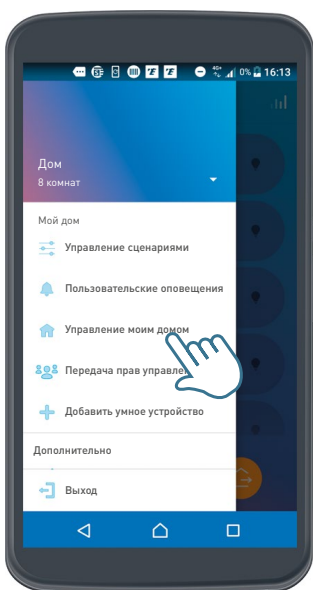 4G+ 0% 16:13
Дом
8 комнат
Мой дом
Управление сценариями
Пользовательские оповещения
Управление моим домом
Передача прав управле
Добавить умное устройство
Дополнительно
Выход